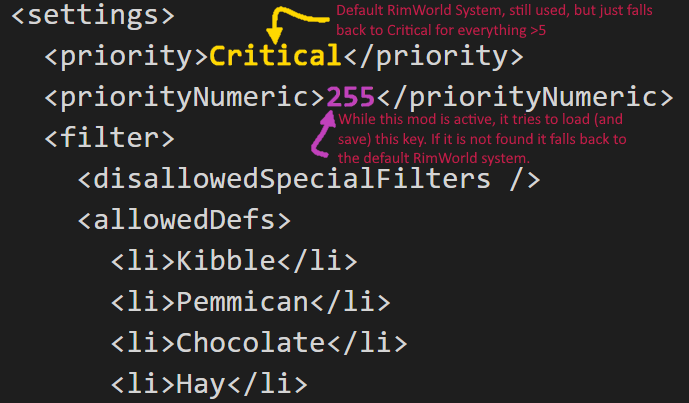 <settings>
Default RimWorld System, still used, but just falls
back to Critical for everything >5
<priority>Critical</priority>
<priorityNumeric>255</priorityNumeric>
While this mod is active, it tries to load (and
save) this key. If it is not found it falls back to
the default RimWorld system.
<filter>
<disallowedSpecialFilters />
<allowedDefs>
<li>Kibble</li>
<li>Pemmican</li>
<li>Chocolate</li>
<li>Hay</li>